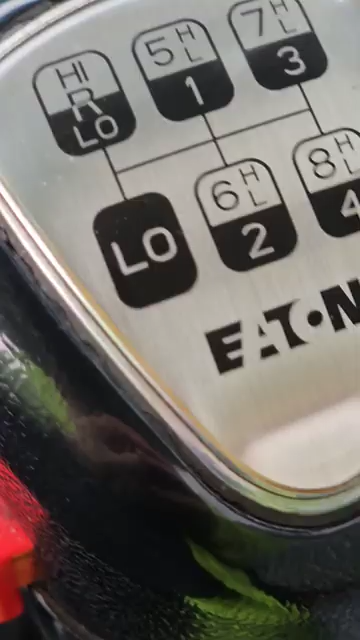 HI 5 H L 7 H L
R
LO 1 3
LO 6 H L 8 H L
2 4
EATON